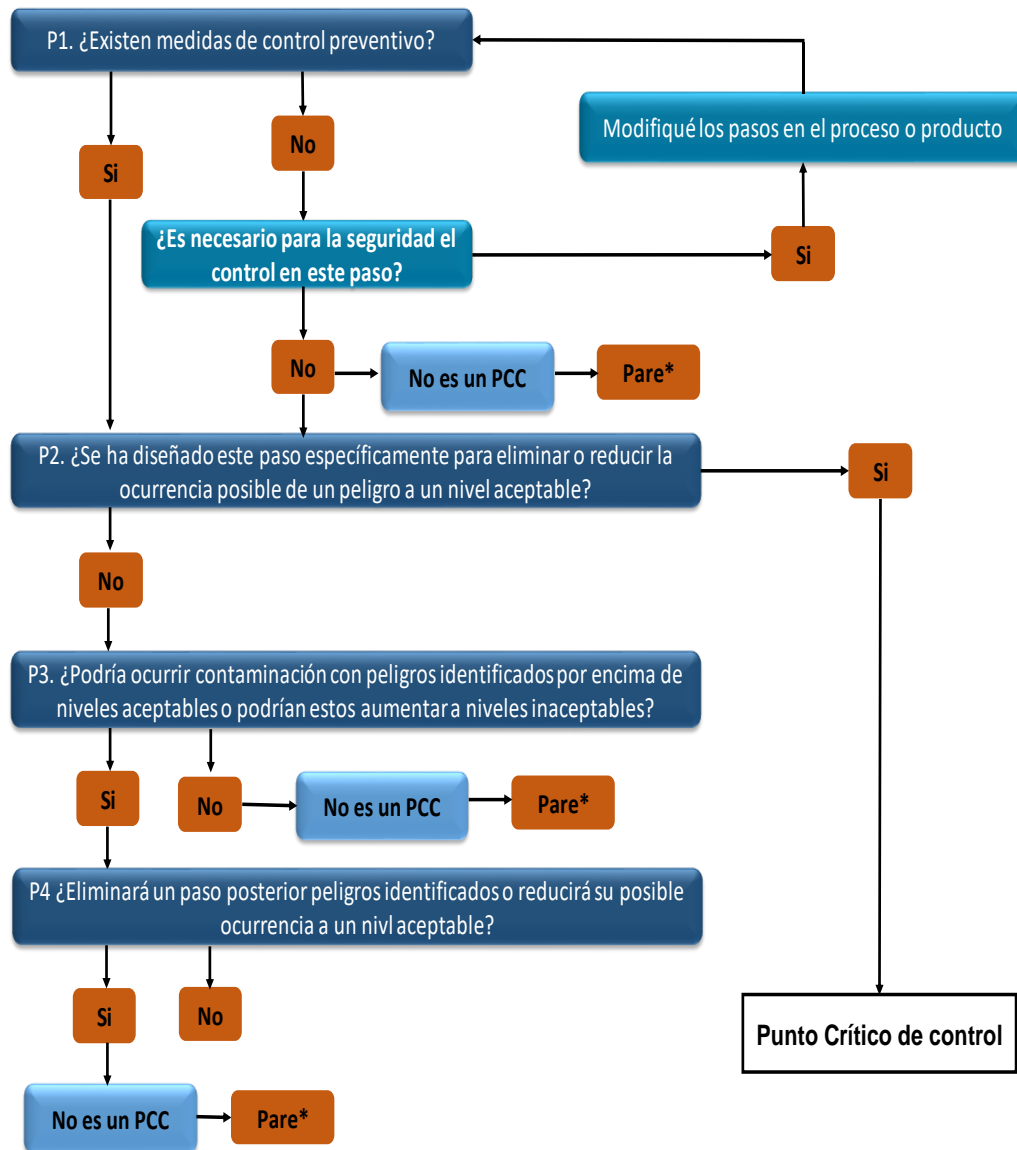 P1. ¿Existen medidas de control preventivo?
Modifiqué los pasos en el proceso o producto
No
Si
¿Es necesario para la seguridad el
control en este paso?
Si
No
No es un PCC
Pare*
P2. ¿Se ha diseñado este paso específicamente para eliminar o reducir la
ocurrencia posible de un peligro a un nivel aceptable?
Si
No
P3. ¿Podría ocurrir contaminación con peligros identificados por encima de
niveles aceptables o podrían estos aumentar a niveles inaceptables?
Si
No
No es un PCC
Pare*
P4 ¿Eliminará un paso posterior peligros identificados o reducirá su posible
ocurrencia a un nivl aceptable?
Si
No
Punto Crítico de control
No es un PCC
Pare*